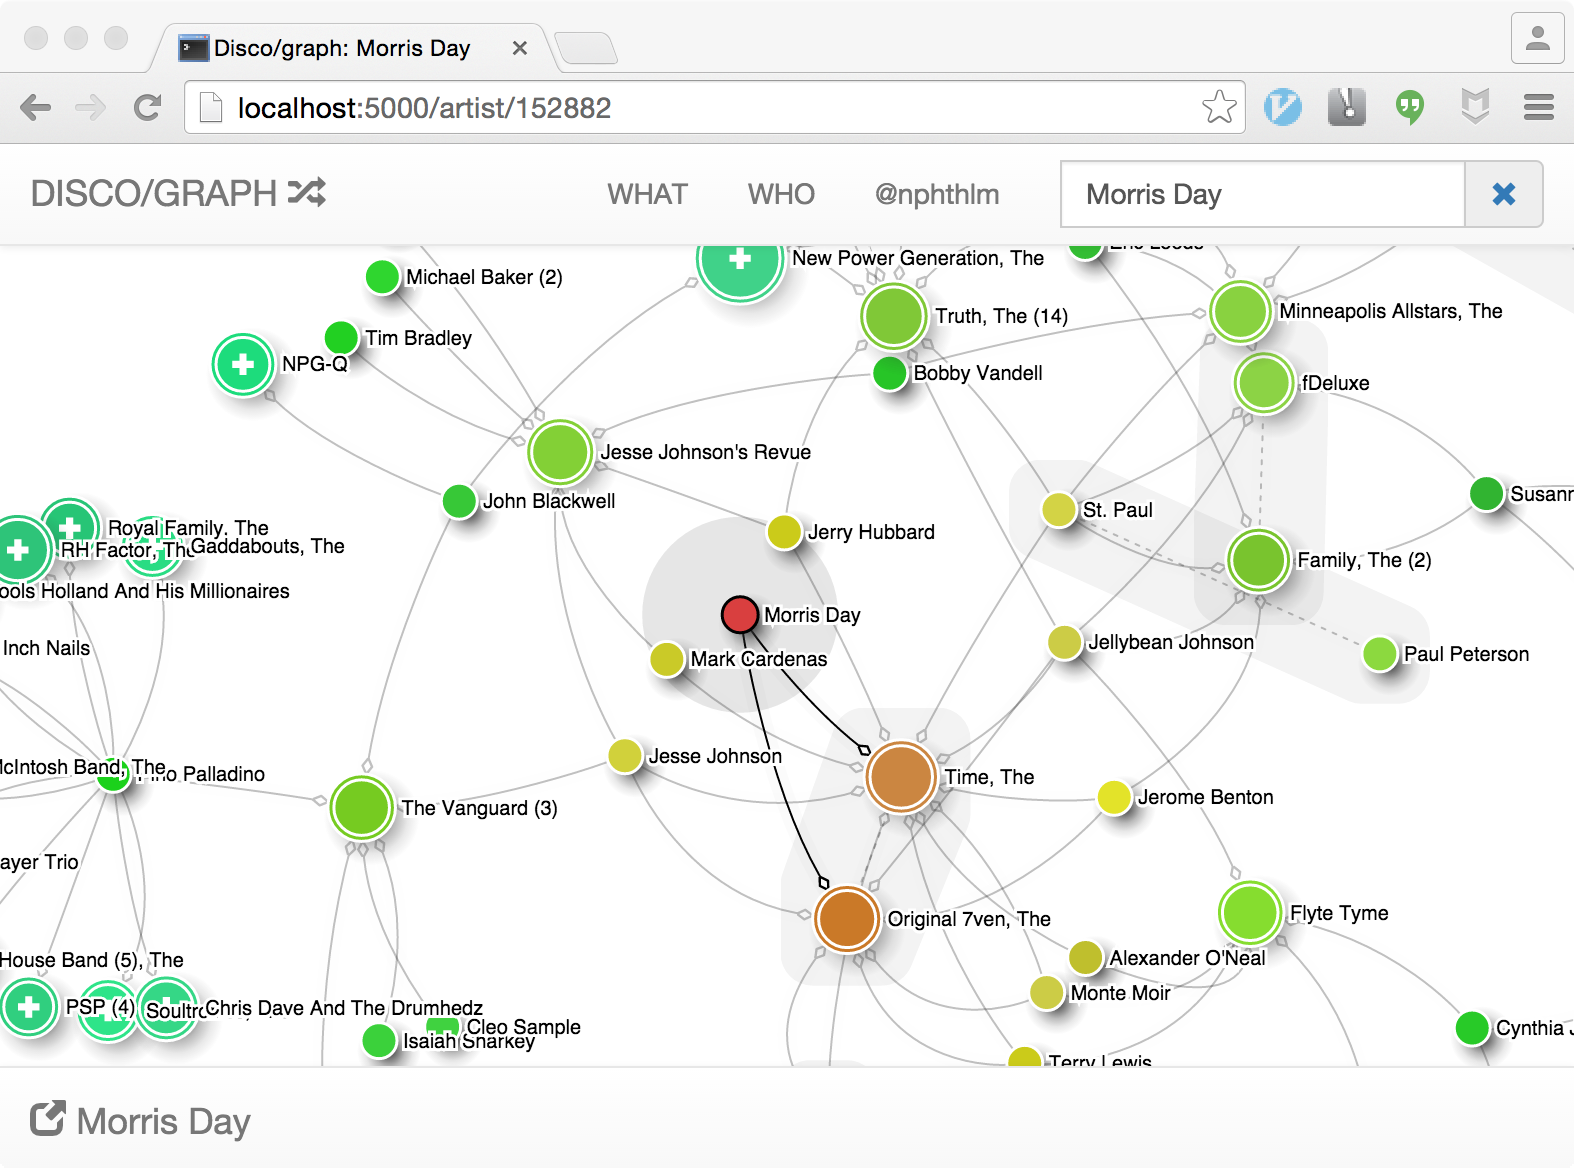 Disco/graph: Morris Day
localhost:5000/artist/152882
DISCO/GRAPH
WHAT
WHO
@nphthlm
Morris Day
New Power Generation, The
Michael Baker (2)
Truth, The (14)
Minneapolis Allstars, The
Tim Bradley
NPG-Q
Bobby Vandell
fDeluxe
Jesse Johnson's Revue
John Blackwell
St. Paul
Susann
Royal Family, The
RH Factor, The
Gaddabouts, The
Jerry Hubbard
Family, The (2)
ools Holland And His Millionaires
Morris Day
Inch Nails
Mark Cardenas
Jellybean Johnson
Paul Peterson
cIntosh Band, The
Palladino
Jesse Johnson
Time, The
The Vanguard (3)
Jerome Benton
ayer Trio
Original 7ven, The
Flyte Tyme
House Band (5), The
Alexander O'Neal
Monte Moir
PSP (4)
Soultr
Chris Dave And The Drumhedz
Cleo Sample
Isaiah Sharkey
Cynthia J
Terry Lewis
Morris Day